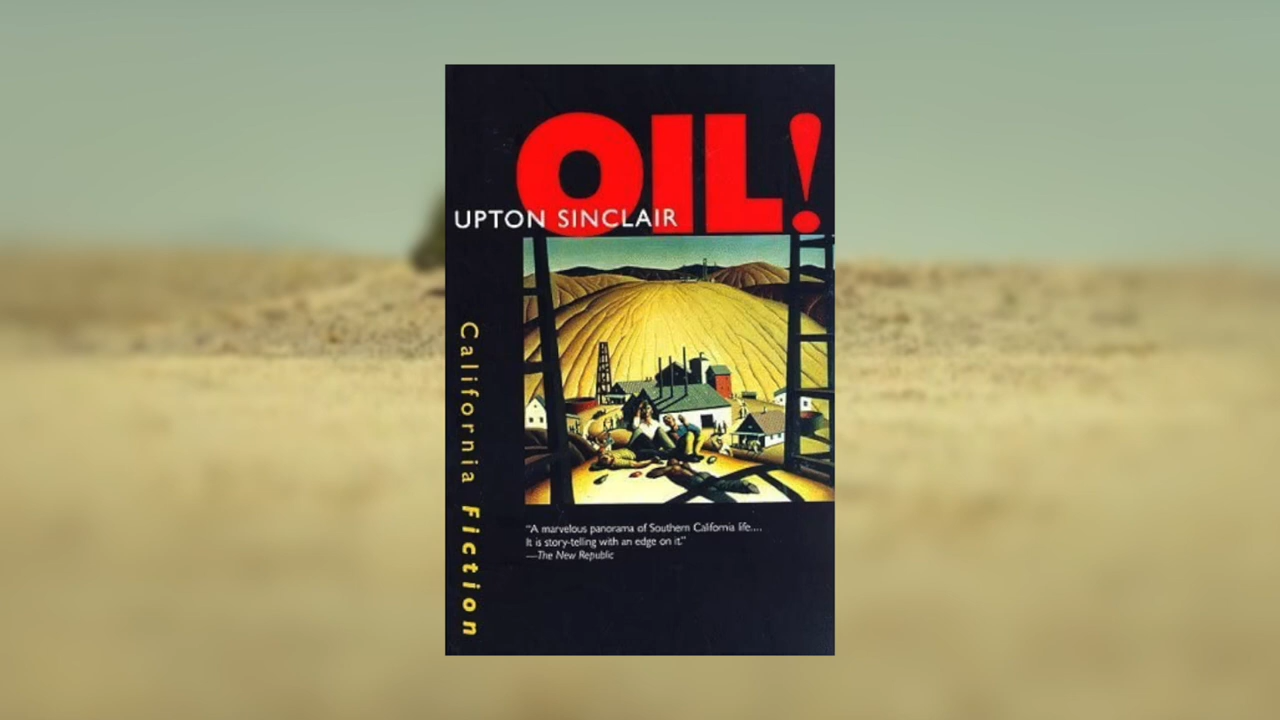 OIL!
UPTON SINCLAIR
California Fiction
"A marvelous panorama of Southern California life....
It is story-telling with an edge on it."
—The New Republic